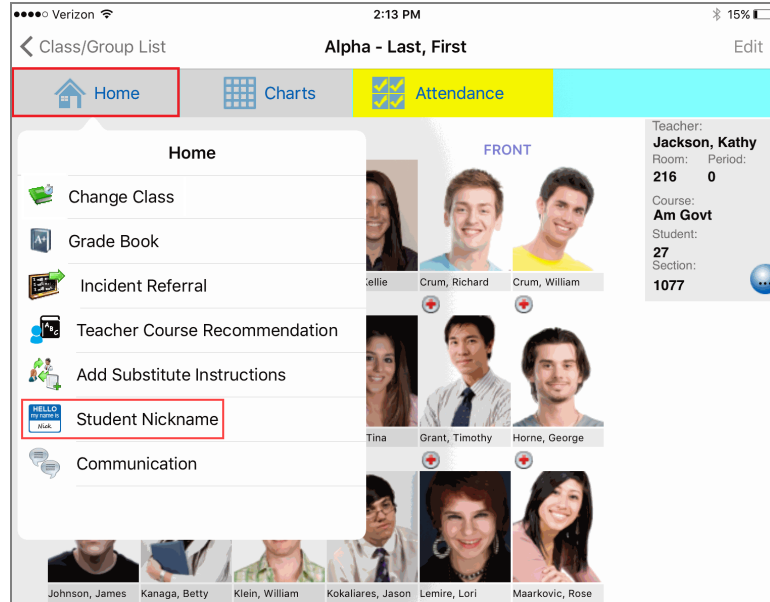 Verizon 2:13 PM 15%
Class/Group List Alpha - Last, First Edit
Home Charts Attendance
Home
Change Class
Grade Book
A+
Incident Referral
Teacher Course Recommendation
ABC
Add Substitute Instructions
Student Nickname
HELLO
my name is
Nick
Communication
FRONT
Teacher:
Jackson, Kathy
Room: Period:
216 0
Course:
Am Govt
Student:
27
Section:
1077
Kellie Crum, Richard Crum, William
Tina Grant, Timothy Horne, George
Johnson, James Kanaga, Betty Klein, William Kokaliares, Jason Lemire, Lori Maarkovic, Rose